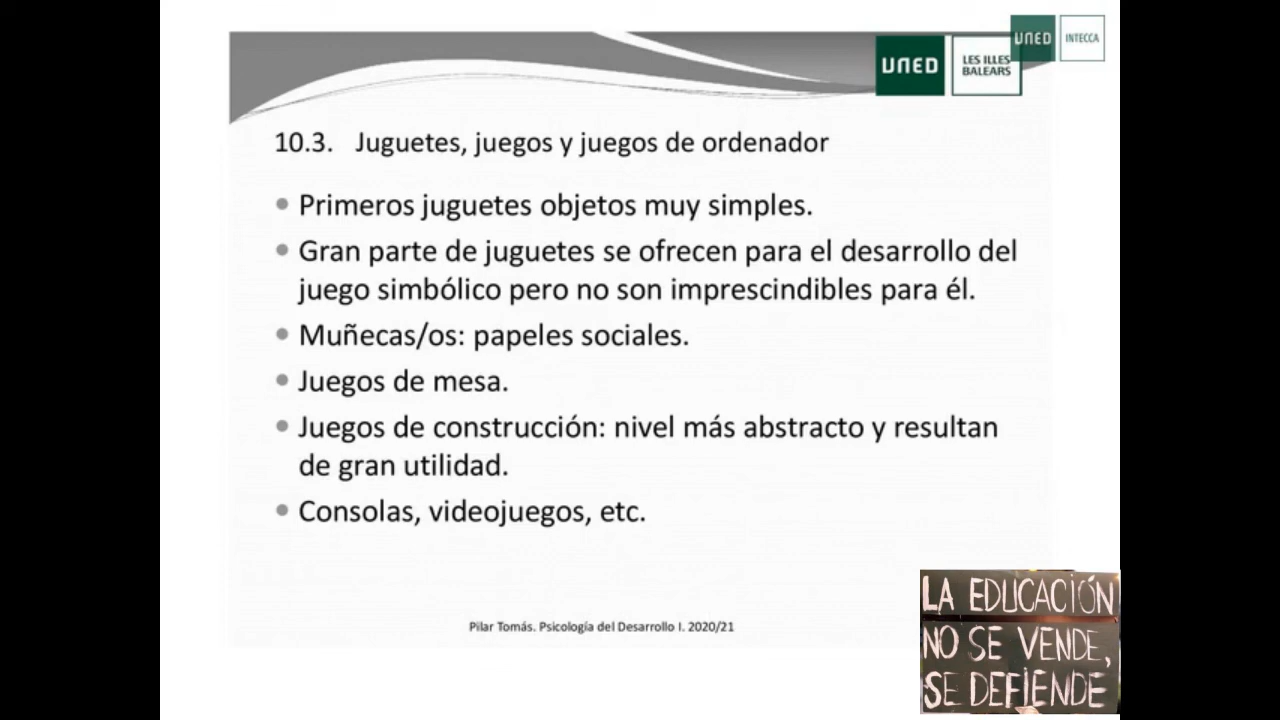 UNED
INTECCA
UNED
LES ILLES
BALEARS
10.3. Juguetes, juegos y juegos de ordenador
Primeros juguetes objetos muy simples.
Gran parte de juguetes se ofrecen para el desarrollo del
juego simbólico pero no son imprescindibles para él.
Muñecas/os: papeles sociales.
Juegos de mesa.
Juegos de construcción: nivel más abstracto y resultan
de gran utilidad.
Consolas, videojuegos, etc.
Pilar Tomás. Psicología del Desarrollo I. 2020/21
LA EDUCACIÓN
NO SE VENDE,
SE DEFIENDE